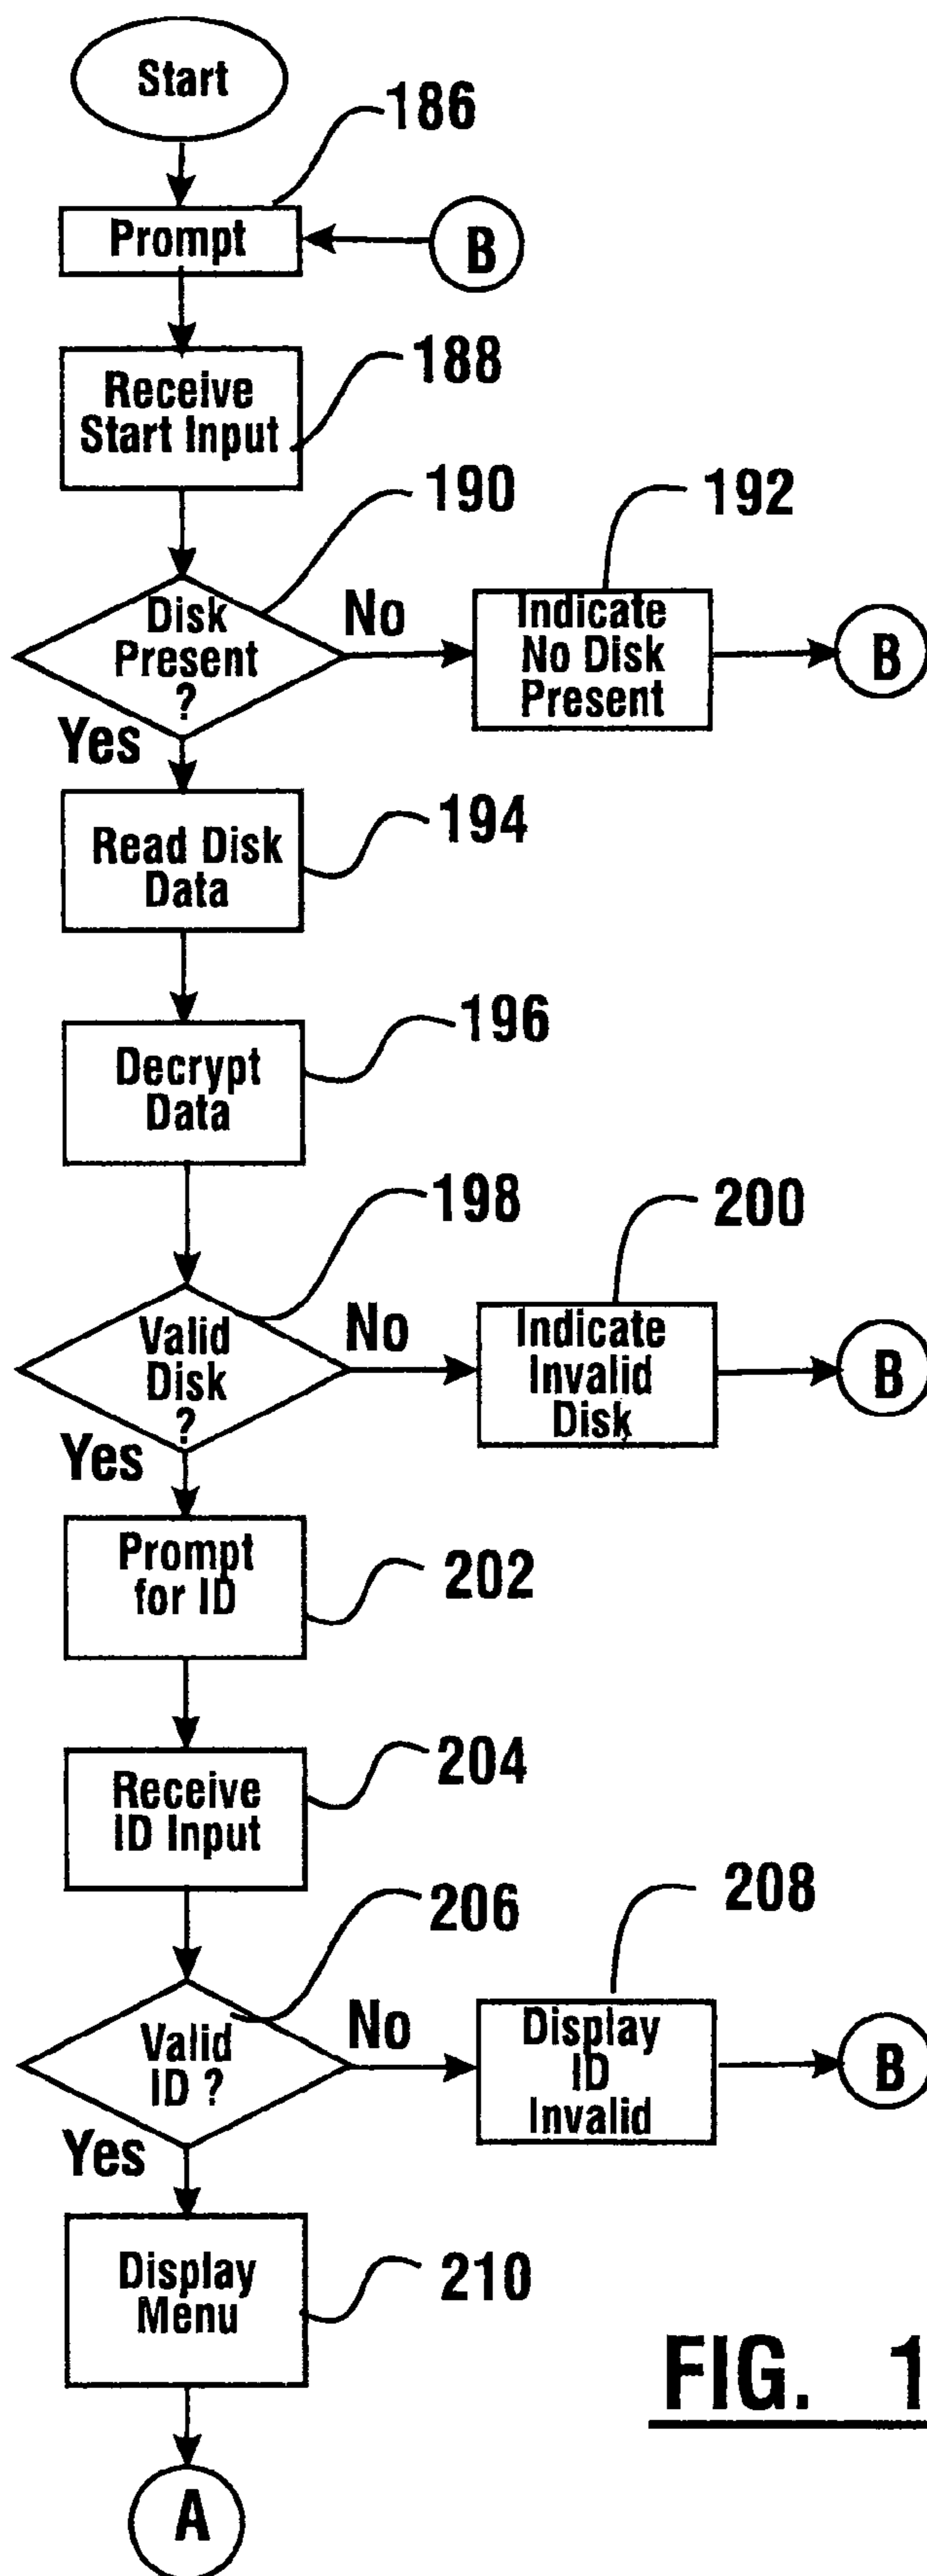 Start
186
Prompt
B
188
Receive
Start Input
190
Disk
Present
?
No
192
Indicate
No Disk
Present
B
Yes
194
Read Disk
Data
196
Decrypt
Data
198
Valid
Disk
?
No
200
Indicate
Invalid
Disk
B
Yes
Prompt
for ID
202
204
Receive
ID Input
206
Valid
ID ?
No
208
Display
ID
Invalid
B
Yes
Display
Menu
210
FIG. 1
A